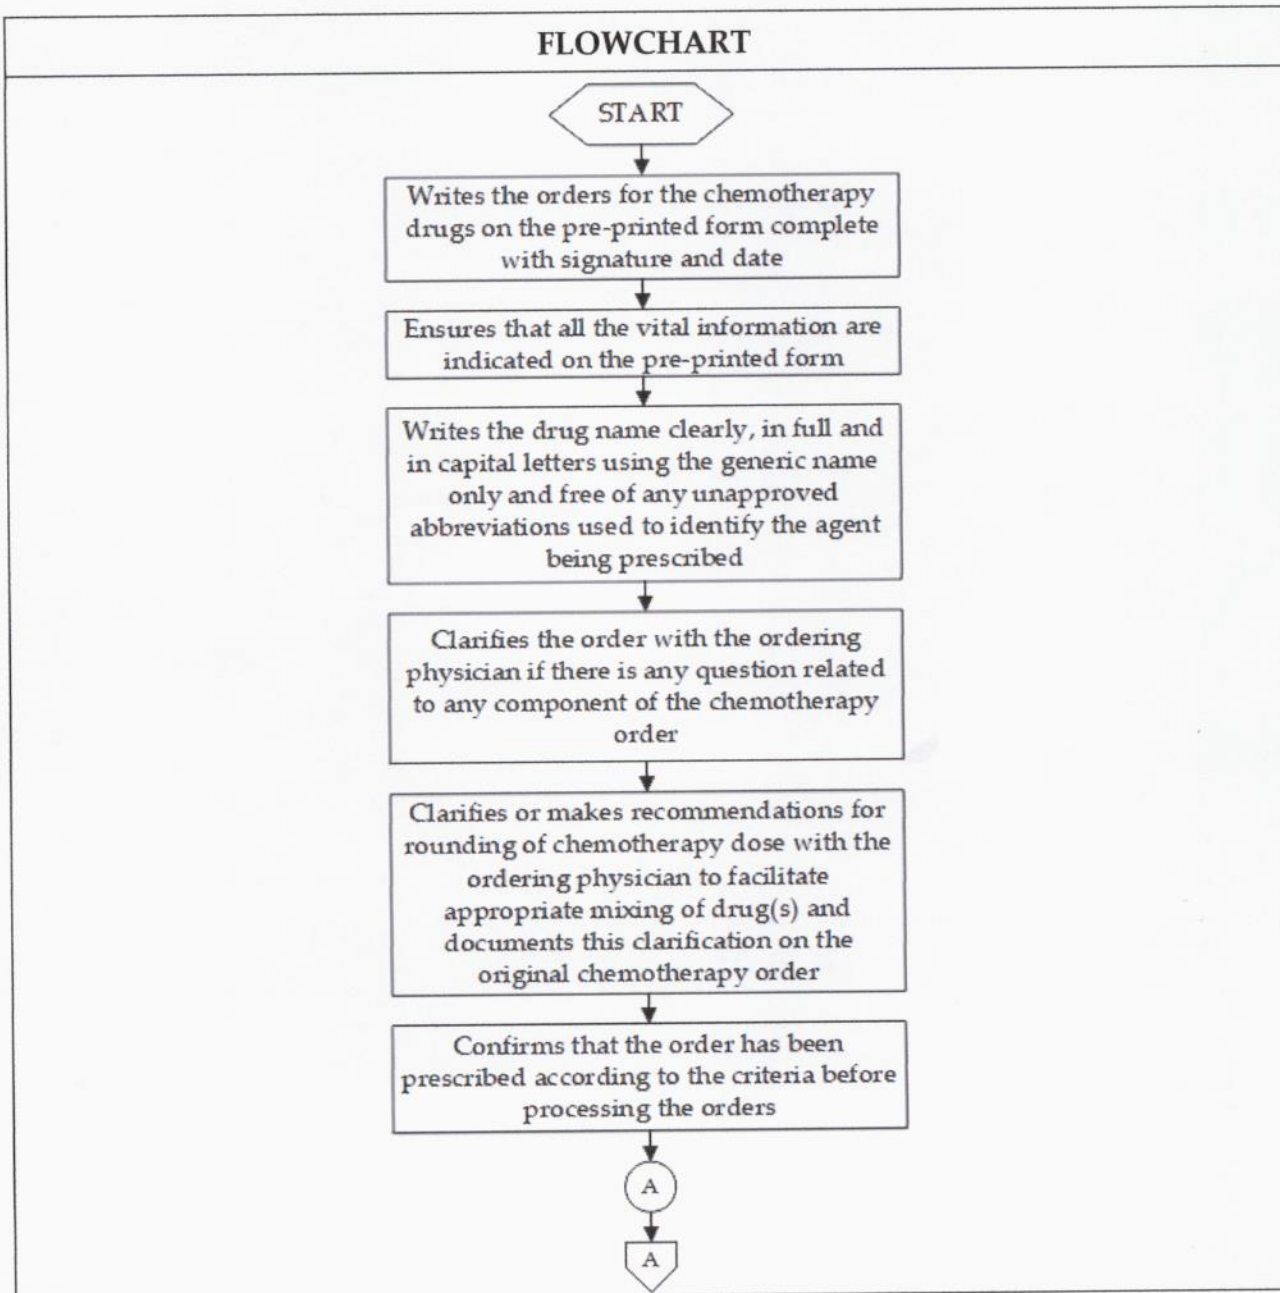 FLOWCHART
START
Writes the orders for the chemotherapy
drugs on the pre-printed form complete
with signature and date
Ensures that all the vital information are
indicated on the pre-printed form
Writes the drug name clearly, in full and
in capital letters using the generic name
only and free of any unapproved
abbreviations used to identify the agent
being prescribed
Clarifies the order with the ordering
physician if there is any question related
to any component of the chemotherapy
order
Clarifies or makes recommendations for
rounding of chemotherapy dose with the
ordering physician to facilitate
appropriate mixing of drug(s) and
documents this clarification on the
original chemotherapy order
Confirms that the order has been
prescribed according to the criteria before
processing the orders
A
A